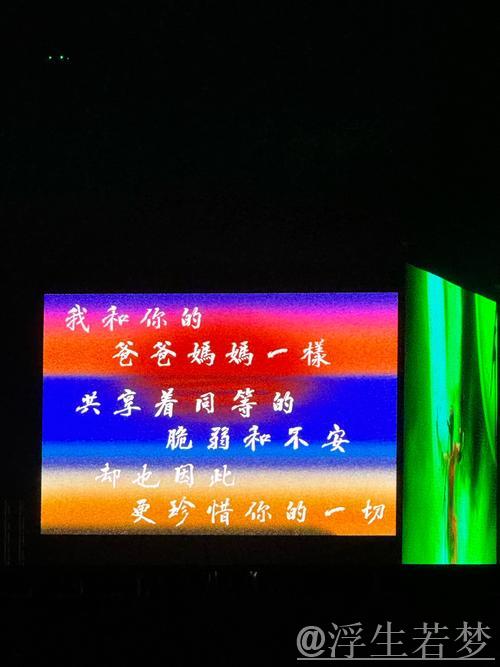 我和你的
爸爸媽媽一樣
共享着同等的
脆弱和不安
却也因此
更珍惜你的一切
@浮生若梦